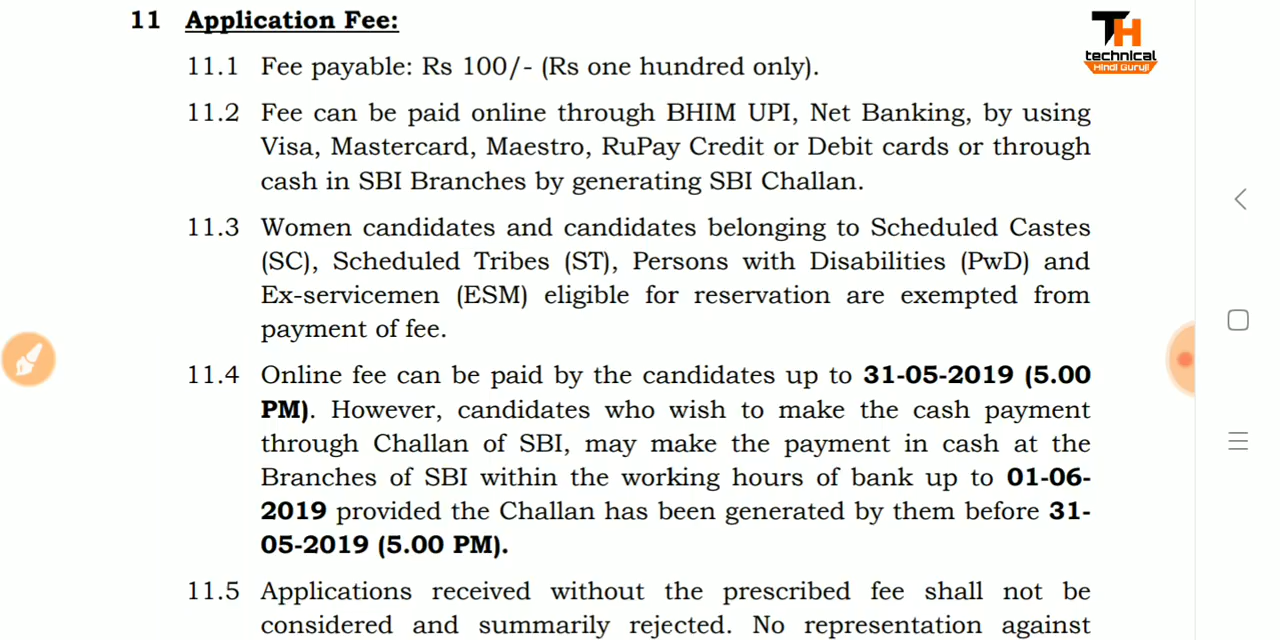 11 Application Fee:
TH
technical
Hindi Guruji
11.1 Fee payable: Rs 100/- (Rs one hundred only).
11.2 Fee can be paid online through BHIM UPI, Net Banking, by using
Visa, Mastercard, Maestro, RuPay Credit or Debit cards or through
cash in SBI Branches by generating SBI Challan.
11.3 Women candidates and candidates belonging to Scheduled Castes
(SC), Scheduled Tribes (ST), Persons with Disabilities (PwD) and
Ex-servicemen (ESM) eligible for reservation are exempted from
payment of fee.
11.4 Online fee can be paid by the candidates up to 31-05-2019 (5.00
PM). However, candidates who wish to make the cash payment
through Challan of SBI, may make the payment in cash at the
Branches of SBI within the working hours of bank up to 01-06-
2019 provided the Challan has been generated by them before 31-
05-2019 (5.00 PM).
11.5 Applications received without the prescribed fee shall not be
considered and summarily rejected. No representation against